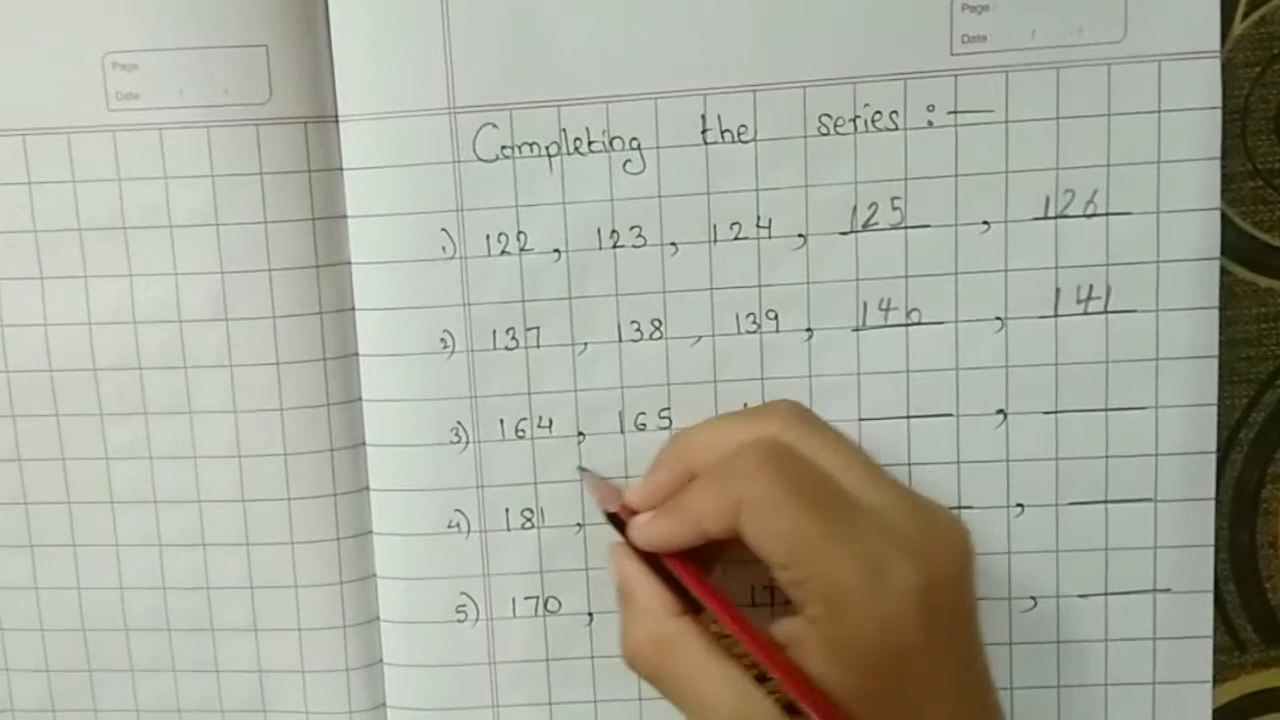 Page
Date
Page
Date
Completing the series :—
1) 122, 123, 124, 125, 126
2) 137, 138, 139, 140, 141
3) 164, 165 ,
4) 181, ,
5) 170, ,